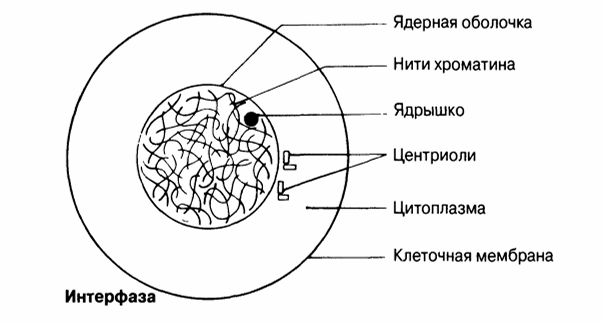 Ядерная оболочка
Нити хроматина
Ядрышко
Центриоли
Цитоплазма
Клеточная мембрана
Интерфаза